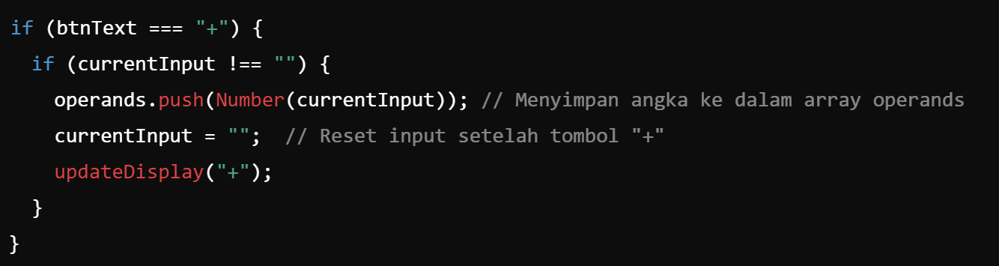 if (btnText === "+") {
  if (currentInput !== "") {
    operands.push(Number(currentInput)); // Menyimpan angka ke dalam array operands
    currentInput = "";  // Reset input setelah tombol "+"
    updateDisplay("+");
  }
}